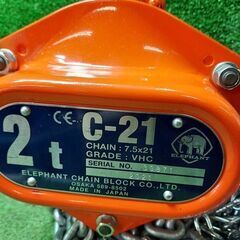 2t
CE
C-21
CHAIN : 7.5x21
GRADE : VHC
SERIAL NO.
2021
ELEPHANT
ELEPHANT CHAIN BLOCK CO.,LTD.
OSAKA 589-8502
MADE IN JAPAN